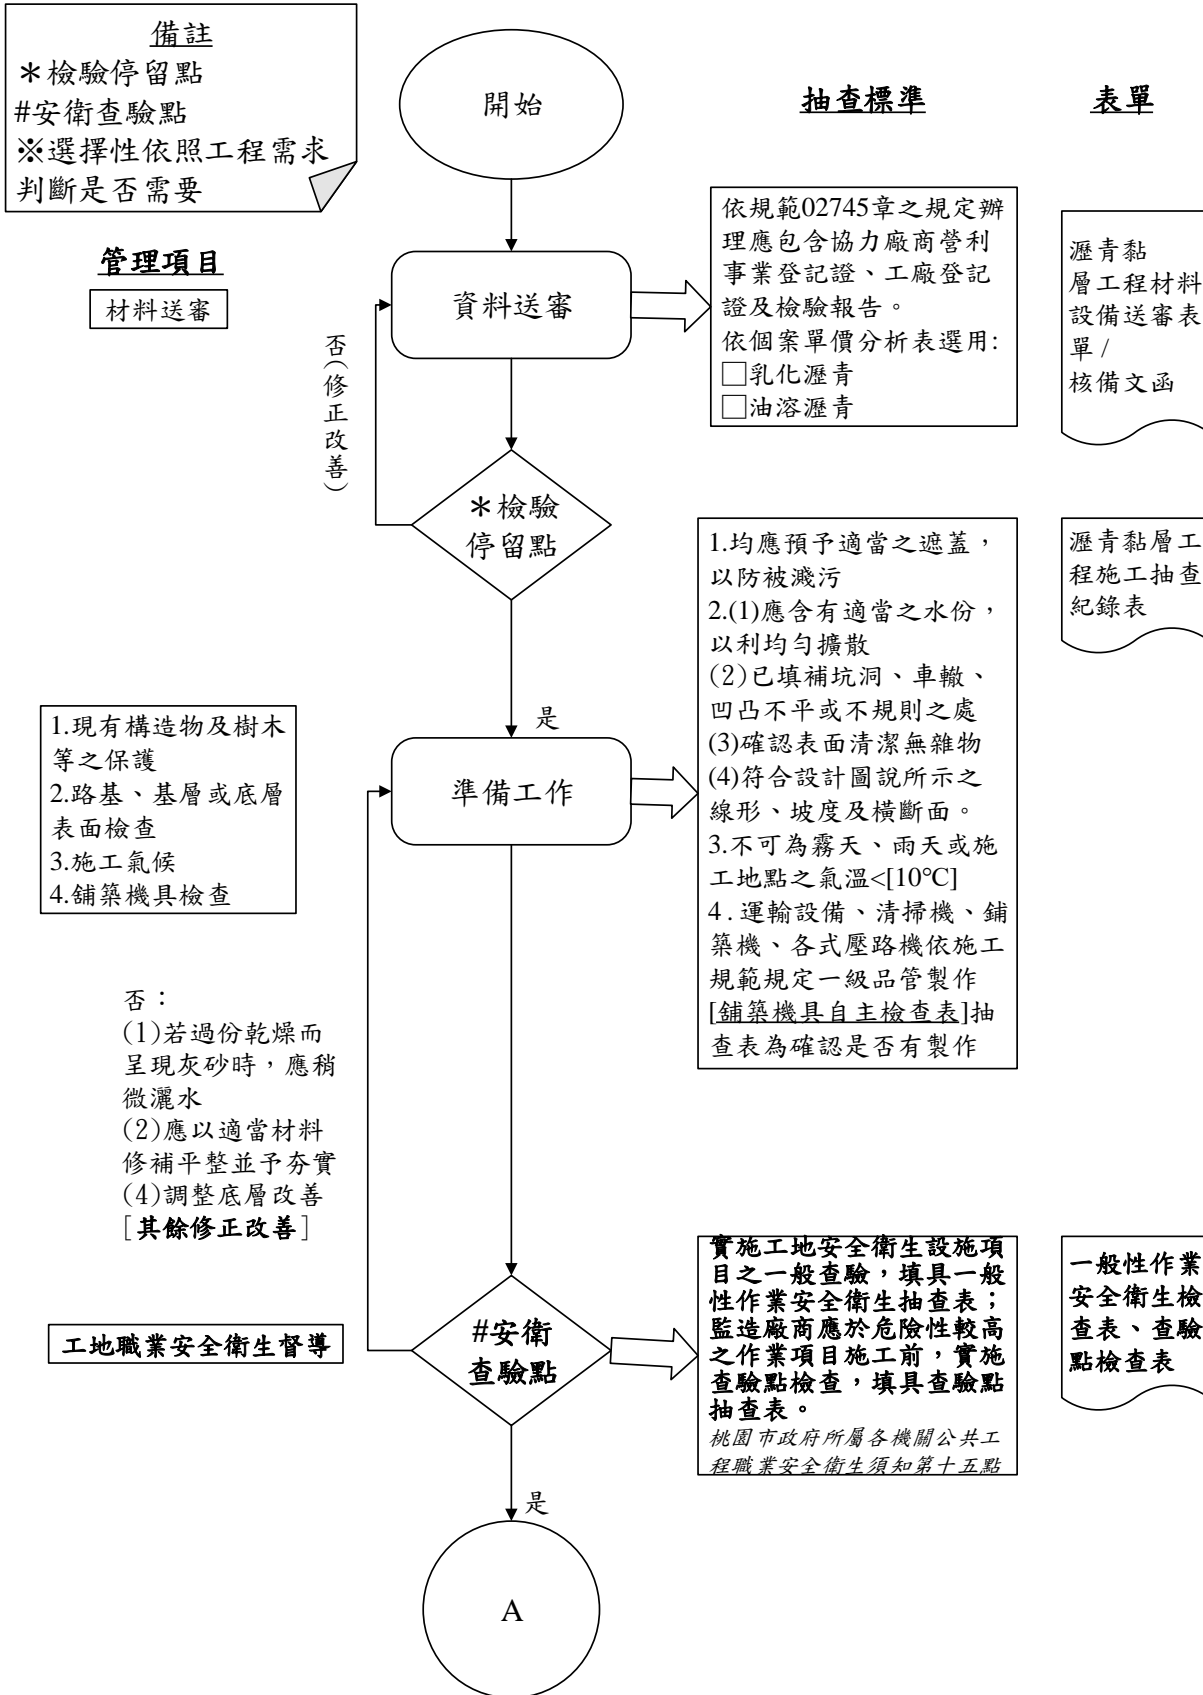 備註
＊檢驗停留點
#安衛查驗點
※選擇性依照工程需求
判斷是否需要
開始
抽查標準
表單
管理項目
材料送審
資料送審
依規範02745章之規定辦
理應包含協力廠商營利
事業登記證、工廠登記
證及檢驗報告。
依個案單價分析表選用:
□乳化瀝青
□油溶瀝青
瀝青黏
層工程材料
設備送審表
單 /
核備文函
否(修正改善)
＊檢驗
停留點
1.均應預予適當之遮蓋，
以防被濺污
2.(1)應含有適當之水份，
以利均勻擴散
(2)已填補坑洞、車轍、
凹凸不平或不規則之處
(3)確認表面清潔無雜物
(4)符合設計圖說所示之
線形、坡度及橫斷面。
3.不可為霧天、雨天或施
工地點之氣溫<[10°C]
4.運輸設備、清掃機、鋪
築機、各式壓路機依施工
規範規定一級品管製作
[舖築機具自主檢查表]抽
查表為確認是否有製作
瀝青黏層工
程施工抽查
紀錄表
是
1.現有構造物及樹木
等之保護
2.路基、基層或底層
表面檢查
3.施工氣候
4.舖築機具檢查
準備工作
否：
(1)若過份乾燥而
呈現灰砂時，應稍
微灑水
(2)應以適當材料
修補平整並予夯實
(4)調整底層改善
[其餘修正改善]
工地職業安全衛生督導
#安衛
查驗點
實施工地安全衛生設施項
目之一般查驗，填具一般
性作業安全衛生抽查表；
監造廠商應於危險性較高
之作業項目施工前，實施
查驗點檢查，填具查驗點
抽查表。
桃園市政府所屬各機關公共工
程職業安全衛生須知第十五點
一般性作業
安全衛生檢
查表、查驗
點檢查表
是
A